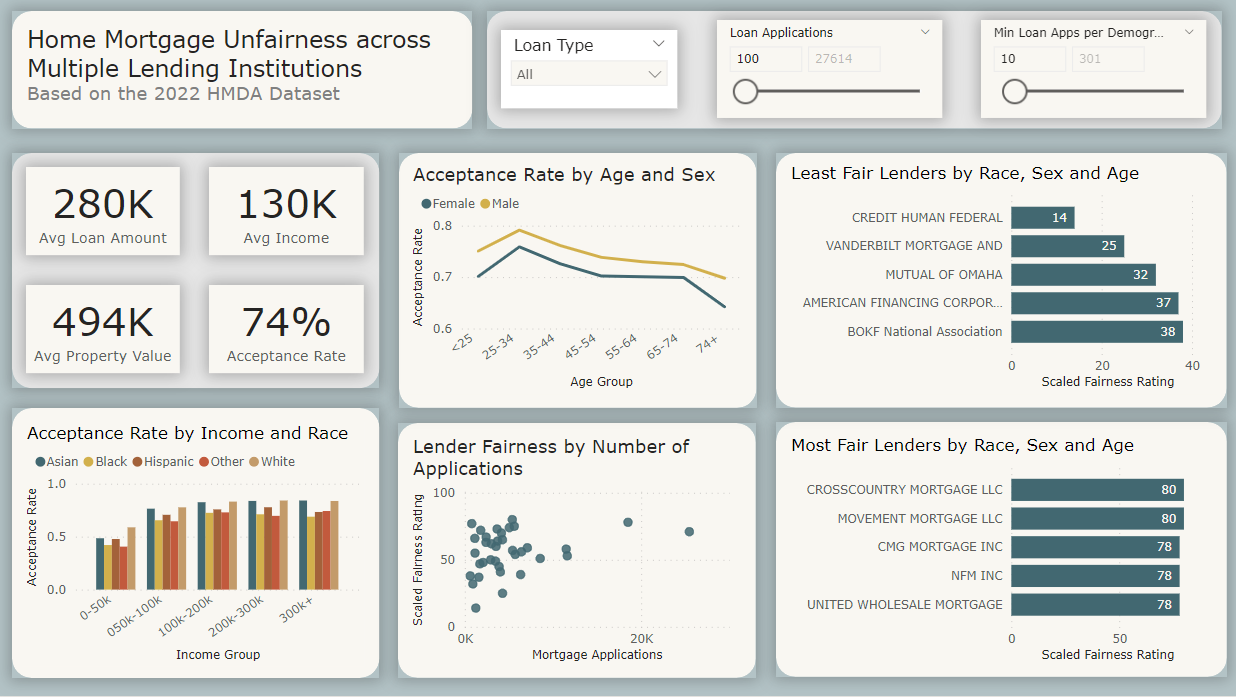 Home Mortgage Unfairness across
Multiple Lending Institutions
Based on the 2022 HMDA Dataset
Loan Type
All
Loan Applications
100
27614
Min Loan Apps per Demogr...
10
301
280K
Avg Loan Amount
130K
Avg Income
494K
Avg Property Value
74%
Acceptance Rate
Acceptance Rate by Age and Sex
Female
Male
Acceptance Rate
0.8
0.7
0.6
<25
25-34
35-44
45-54
55-64
65-74
74+
Age Group
Least Fair Lenders by Race, Sex and Age
CREDIT HUMAN FEDERAL
14
VANDERBILT MORTGAGE AND
25
MUTUAL OF OMAHA
32
AMERICAN FINANCING CORPOR...
37
BOKF National Association
38
0
20
40
Scaled Fairness Rating
Acceptance Rate by Income and Race
Asian
Black
Hispanic
Other
White
Acceptance Rate
1.0
0.5
0.0
0-50k
050k-100k
100k-200k
200k-300k
300k+
Income Group
Lender Fairness by Number of
Applications
Scaled Fairness Rating
100
50
0
0K
20K
Mortgage Applications
Most Fair Lenders by Race, Sex and Age
CROSSCOUNTRY MORTGAGE LLC
80
MOVEMENT MORTGAGE LLC
80
CMG MORTGAGE INC
78
NFM INC
78
UNITED WHOLESALE MORTGAGE
78
0
50
Scaled Fairness Rating